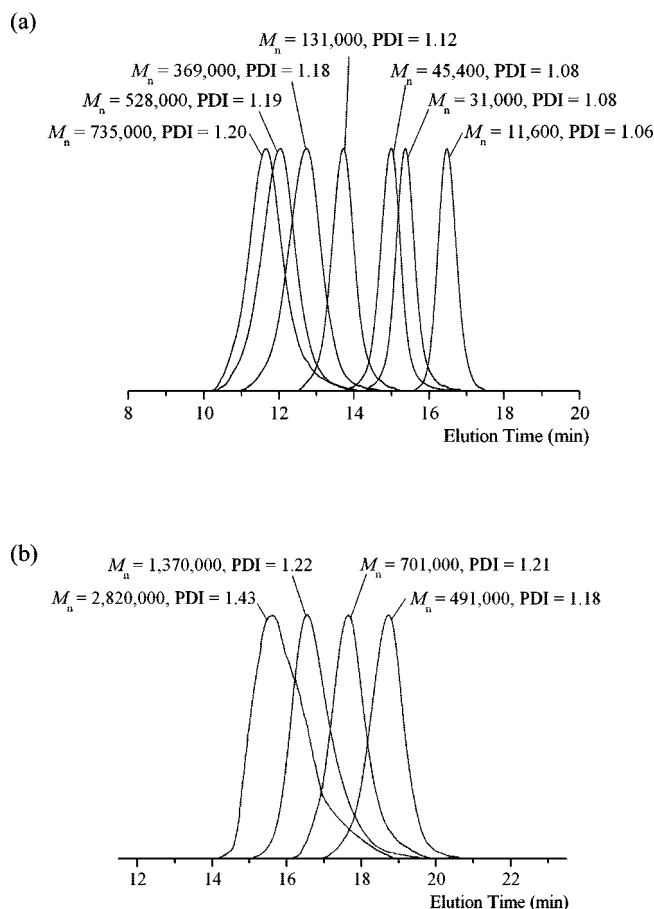 (a)
Mn = 131,000, PDI = 1.12
Mn = 369,000, PDI = 1.18
Mn = 45,400, PDI = 1.08
Mn = 528,000, PDI = 1.19
Mn = 31,000, PDI = 1.08
Mn = 735,000, PDI = 1.20
Mn = 11,600, PDI = 1.06
8 10 12 14 16 18 20
Elution Time (min)
(b)
Mn = 1,370,000, PDI = 1.22
Mn = 701,000, PDI = 1.21
Mn = 2,820,000, PDI = 1.43
Mn = 491,000, PDI = 1.18
12 14 16 18 20 22
Elution Time (min)